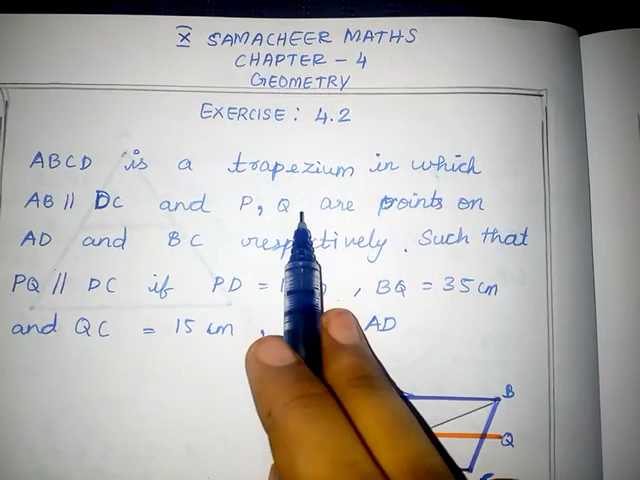 X SAMACHEER MATHS
CHAPTER - 4
GEOMETRY
EXERCISE: 4.2
ABCD is a trapezium in which
AB || DC and P, Q are points on
AD and BC respectively. Such that
PQ || DC if PD = , BQ = 35 cm
and QC = 15 cm , AD
B
Q